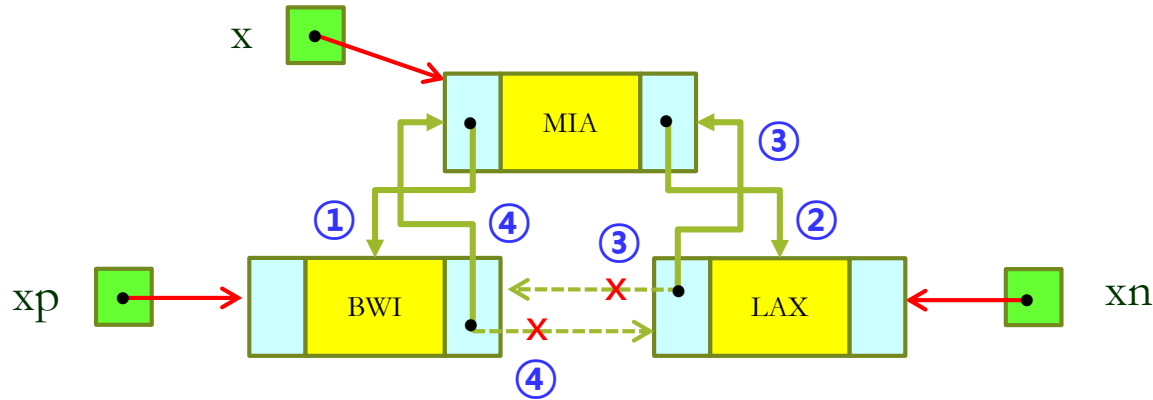 x
MIA
③
①
④
③
②
xp
BWI
X
LAX
xn
X
④